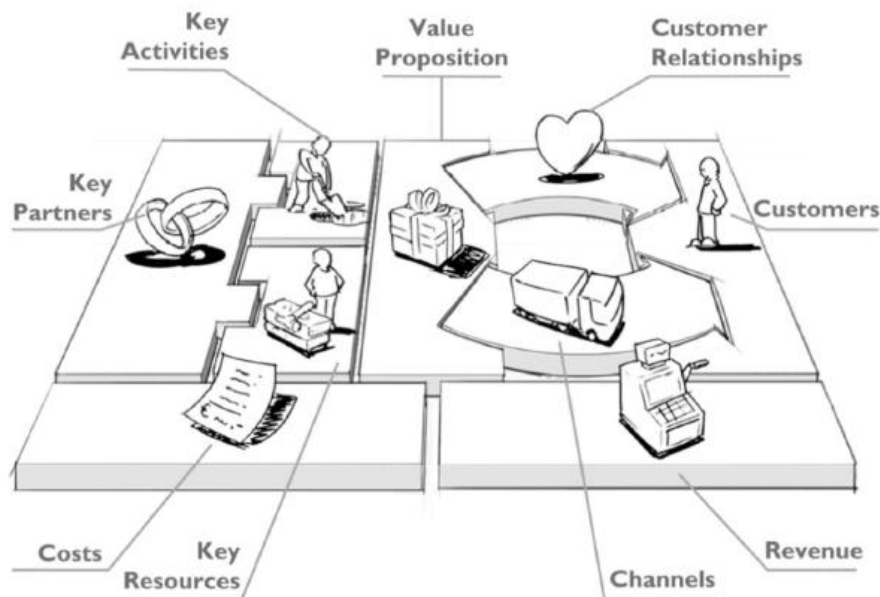 Key
Activities
Value
Proposition
Customer
Relationships
Key
Partners
Customers
Costs
Key
Resources
Channels
Revenue